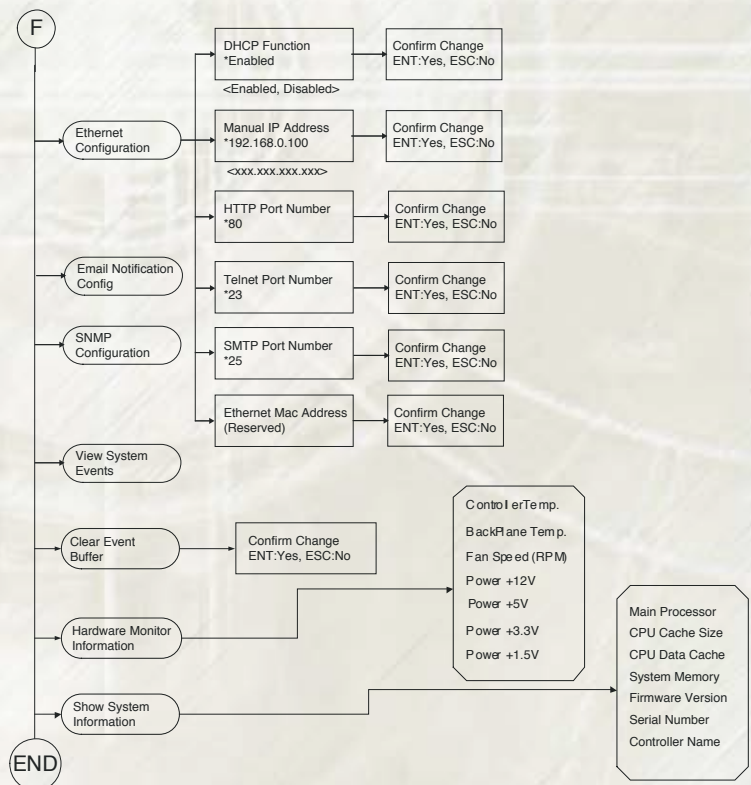 F
DHCP Function
*Enabled
Confirm Change
ENT:Yes, ESC:No
<Enabled, Disabled>
Ethernet
Configuration
Manual IP Address
*192.168.0.100
Confirm Change
ENT:Yes, ESC:No
<xxx.xxx.xxx.xxx>
HTTP Port Number
*80
Confirm Change
ENT:Yes, ESC:No
Email Notification
Config
Telnet Port Number
*23
Confirm Change
ENT:Yes, ESC:No
SNMP
Configuration
SMTP Port Number
*25
Confirm Change
ENT:Yes, ESC:No
Ethernet Mac Address
(Reserved)
Confirm Change
ENT:Yes, ESC:No
View System
Events
Clear Event
Buffer
Confirm Change
ENT:Yes, ESC:No
Hardware Monitor
Information
Controller Temp.
BackPlane Temp.
Fan Speed (RPM)
Power +12V
Power +5V
Power +3.3V
Power +1.5V
Show System
Information
Main Processor
CPU Cache Size
CPU Data Cache
System Memory
Firmware Version
Serial Number
Controller Name
END